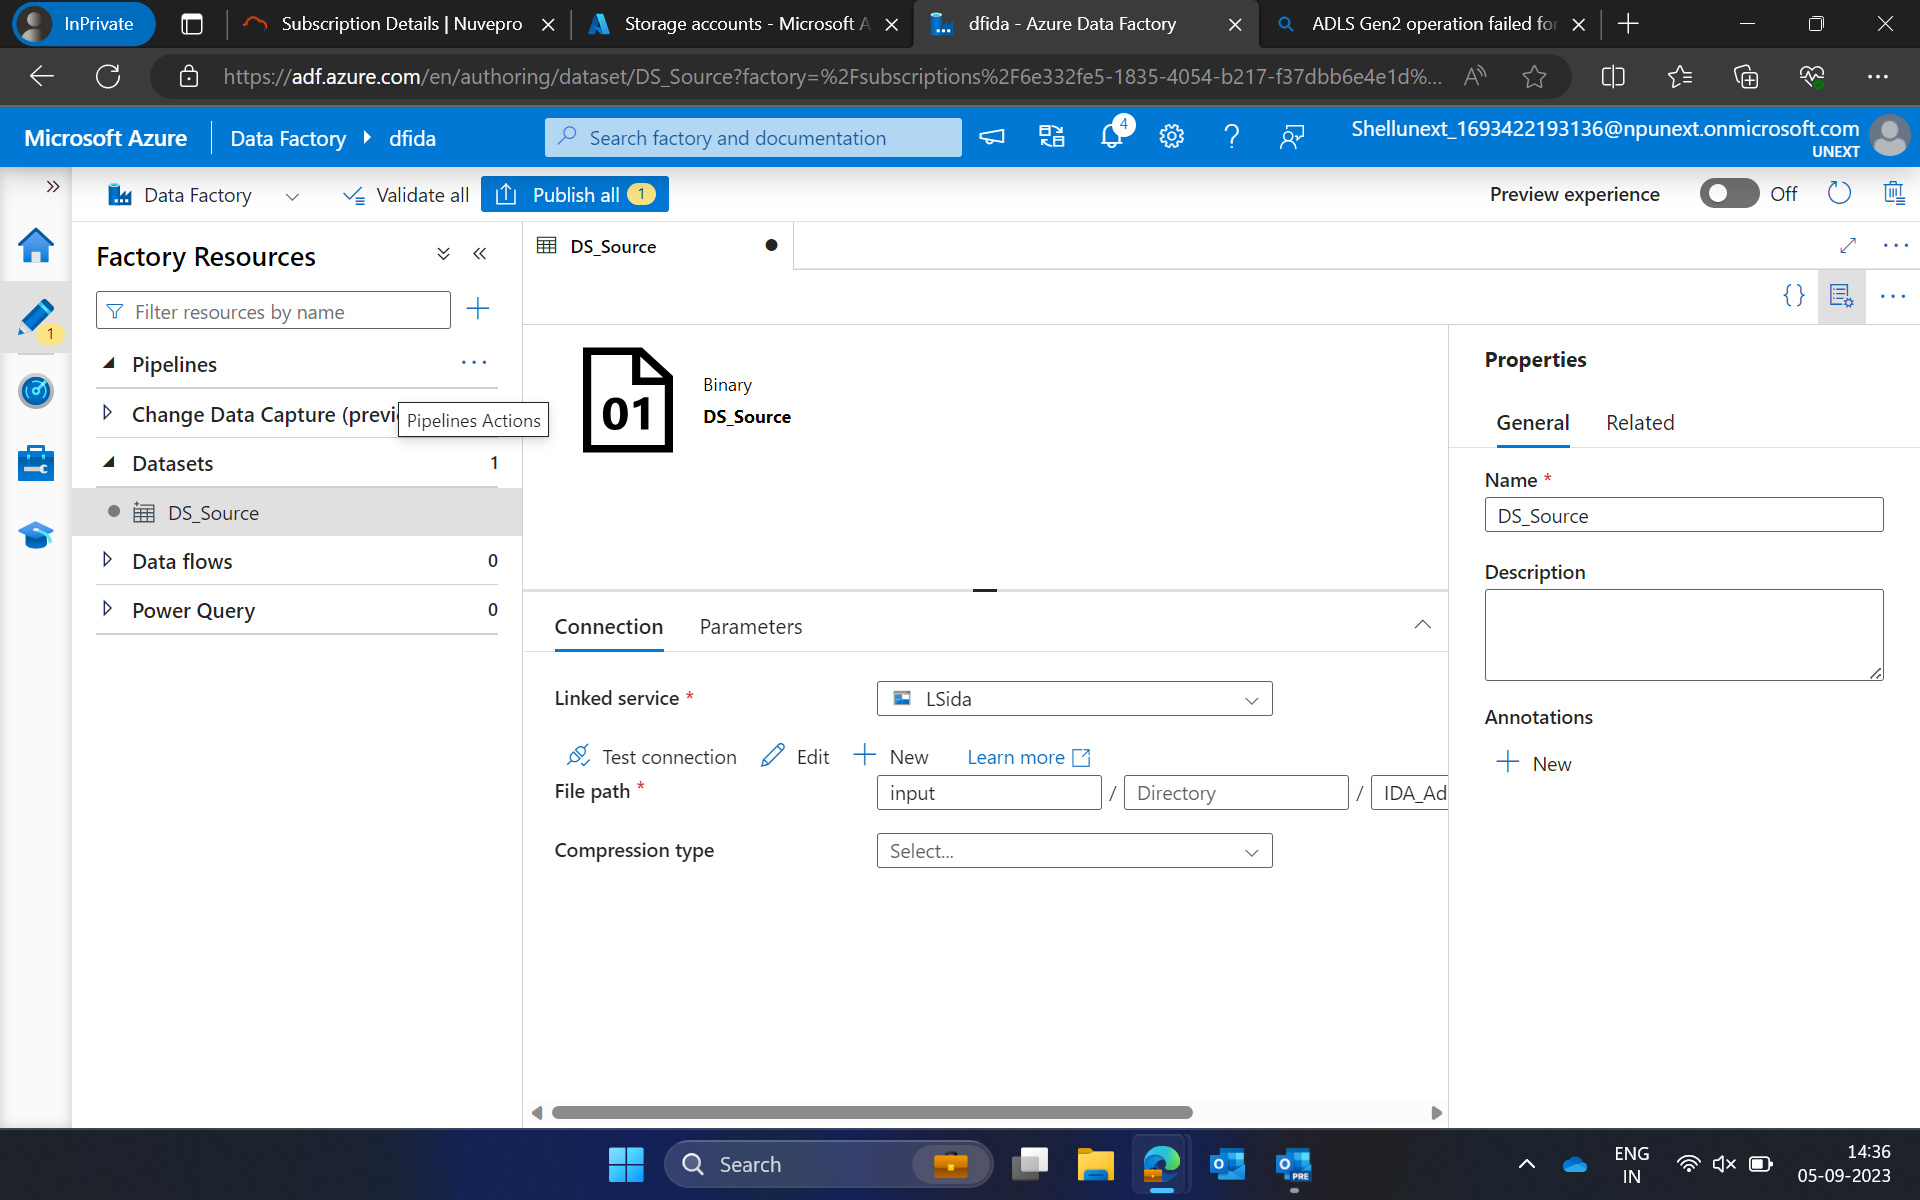 InPrivate
Subscription Details | Nuvepro
Storage accounts - Microsoft A
dfida - Azure Data Factory
ADLS Gen2 operation failed for
https://adf.azure.com/en/authoring/dataset/DS_Source?factory=%2Fsubscriptions%2F6e332fe5-1835-4054-b217-f37dbb6e4e1d%...
Microsoft Azure
Data Factory
dfida
Search factory and documentation
4
Shellunext_1693422193136@npunext.onmicrosoft.com
UNEXT
Data Factory
Validate all
Publish all 1
Preview experience
Off
Factory Resources
Filter resources by name
1
Pipelines
Change Data Capture (previ
Pipelines Actions
Datasets 1
DS_Source
Data flows 0
Power Query 0
DS_Source
{}
01
Binary
DS_Source
Connection
Parameters
Linked service *
LSida
Test connection
Edit
New
Learn more
File path *
input / Directory / IDA_Ad
Compression type
Select...
Properties
General
Related
Name *
DS_Source
Description
Annotations
New
Search
PRE
ENG
IN
14:36
05-09-2023